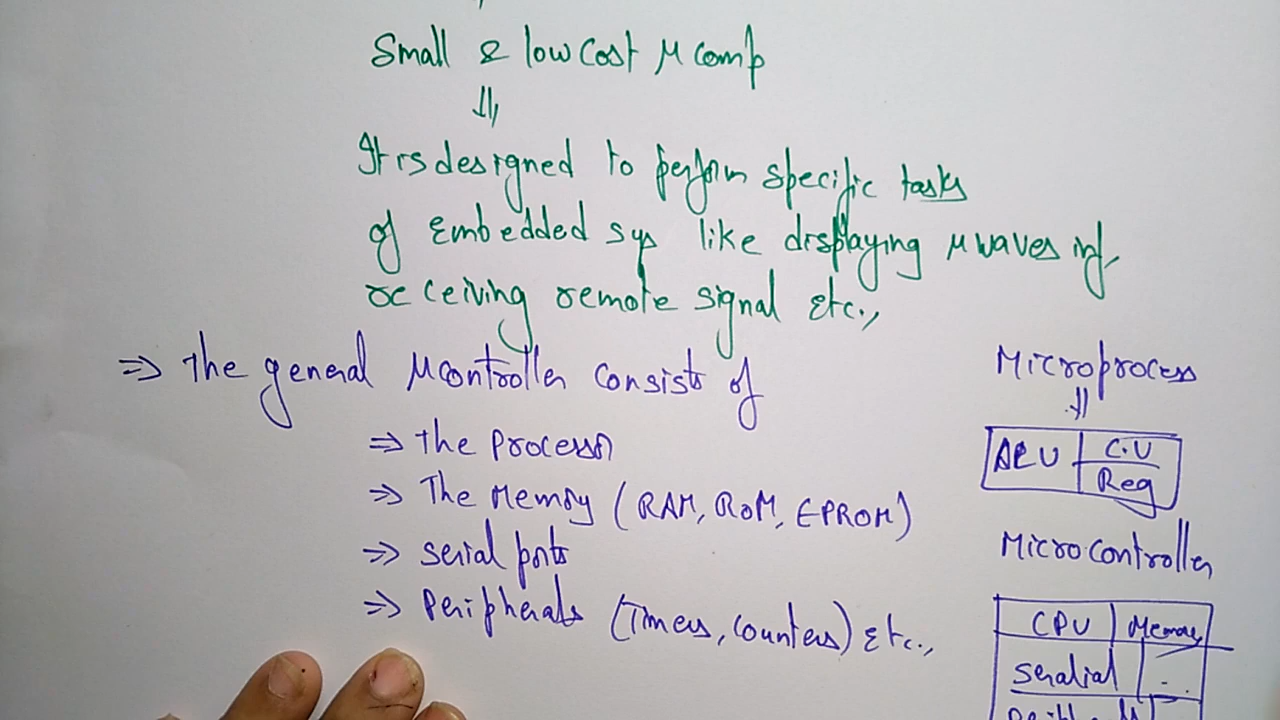 Small & low cost μ comp
⇓
It is designed to perform specific tasks
of Embedded sys like displaying μwaves inf,
receiving remote signal Etc.,
⇒ The general μcontroller consists of
⇒ The Processor
⇒ The Memory (RAM, ROM, EPROM)
⇒ Serial ports
⇒ Peripherals (Timers, Counters) Etc.,
Microprocess
⇓
ALU C.U
Reg
Microcontroller
CPU Memory
Serial